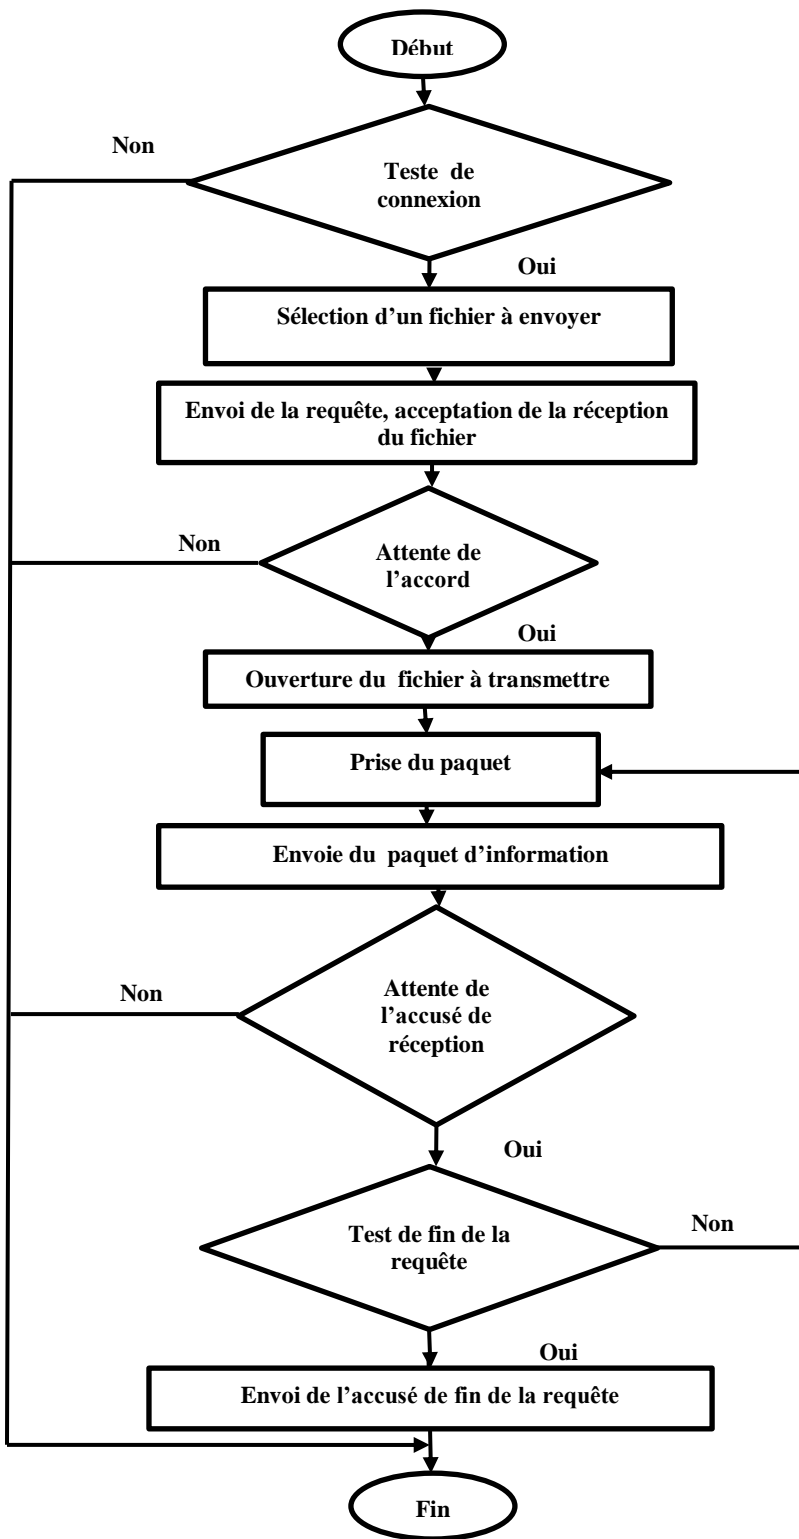 Début
Non
Teste de
connexion
Oui
Sélection d’un fichier à envoyer
Envoi de la requête, acceptation de la réception
du fichier
Non
Attente de
l’accord
Oui
Ouverture du fichier à transmettre
Prise du paquet
Envoie du paquet d’information
Non
Attente de
l’accusé de
réception
Oui
Test de fin de la
requête
Non
Oui
Envoi de l’accusé de fin de la requête
Fin